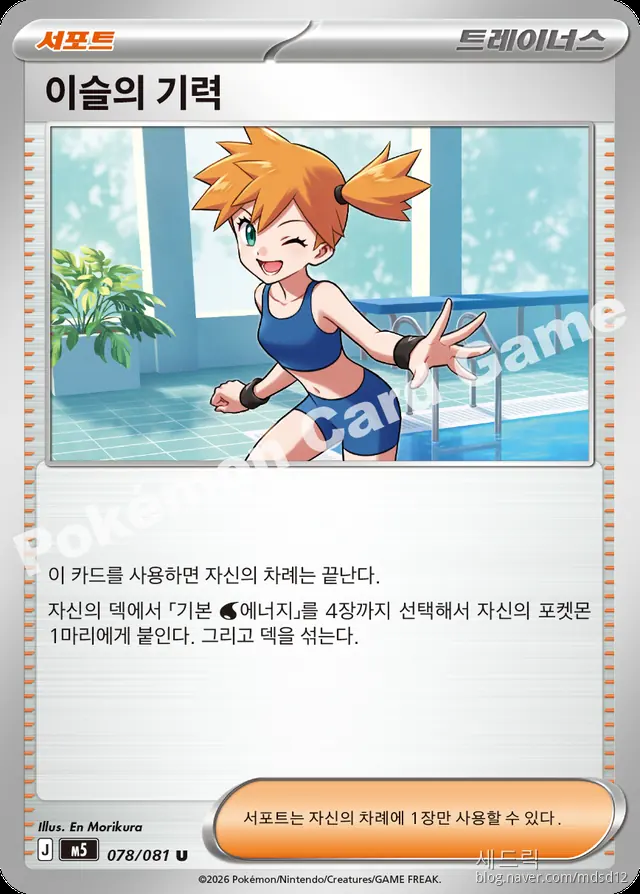 서포트
트레이너스
이슬의 기력
Pokémon Card Game
이 카드를 사용하면 자신의 차례는 끝난다.
자신의 덱에서 「기본 에너지」를 4장까지 선택해서 자신의 포켓몬
1마리에게 붙인다. 그리고 덱을 섞는다.
서포트는 자신의 차례에 1장만 사용할 수 있다.
Illus. En Morikura
J m5 078/081 U
©2026 Pokémon/Nintendo/Creatures/GAME FREAK.
세드릭
blog.naver.com/mdsd12